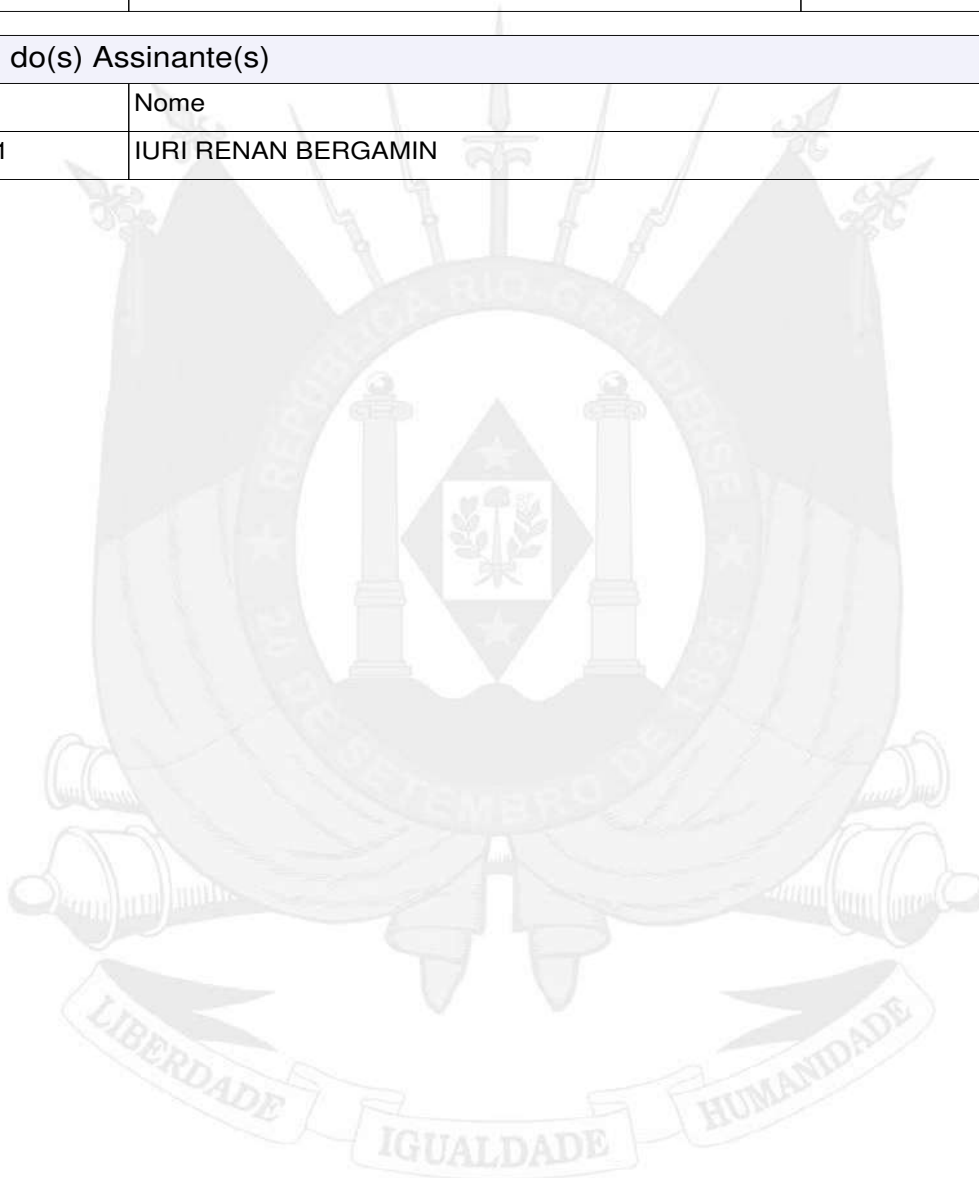 do(s) Assinante(s)
Nome
1 IURI RENAN BERGAMIN
REPÚBLICA RIO-GRANDENSE
20 DE SETEMBRO DE 1835
LIBERDADE
IGUALDADE
HUMANIDADE